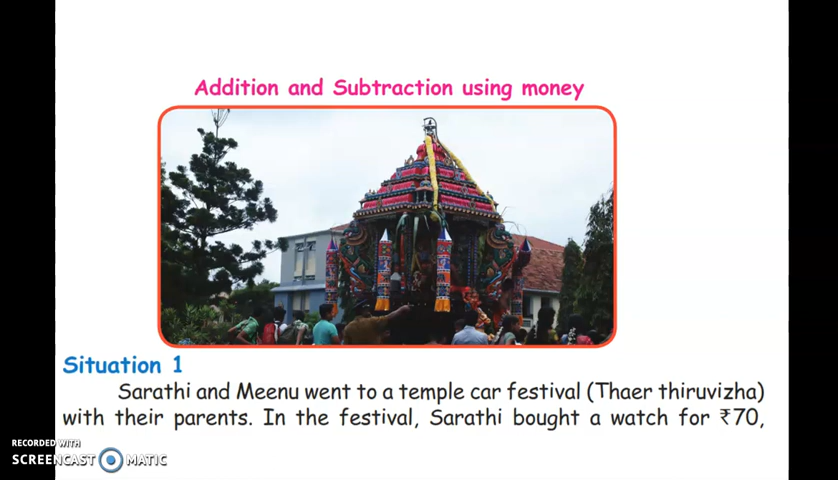 Addition and Subtraction using money
Situation 1
Sarathi and Meenu went to a temple car festival (Thaer thiruvizha)
with their parents. In the festival, Sarathi bought a watch for ₹70,
RECORDED WITH
SCREENCAST MATIC